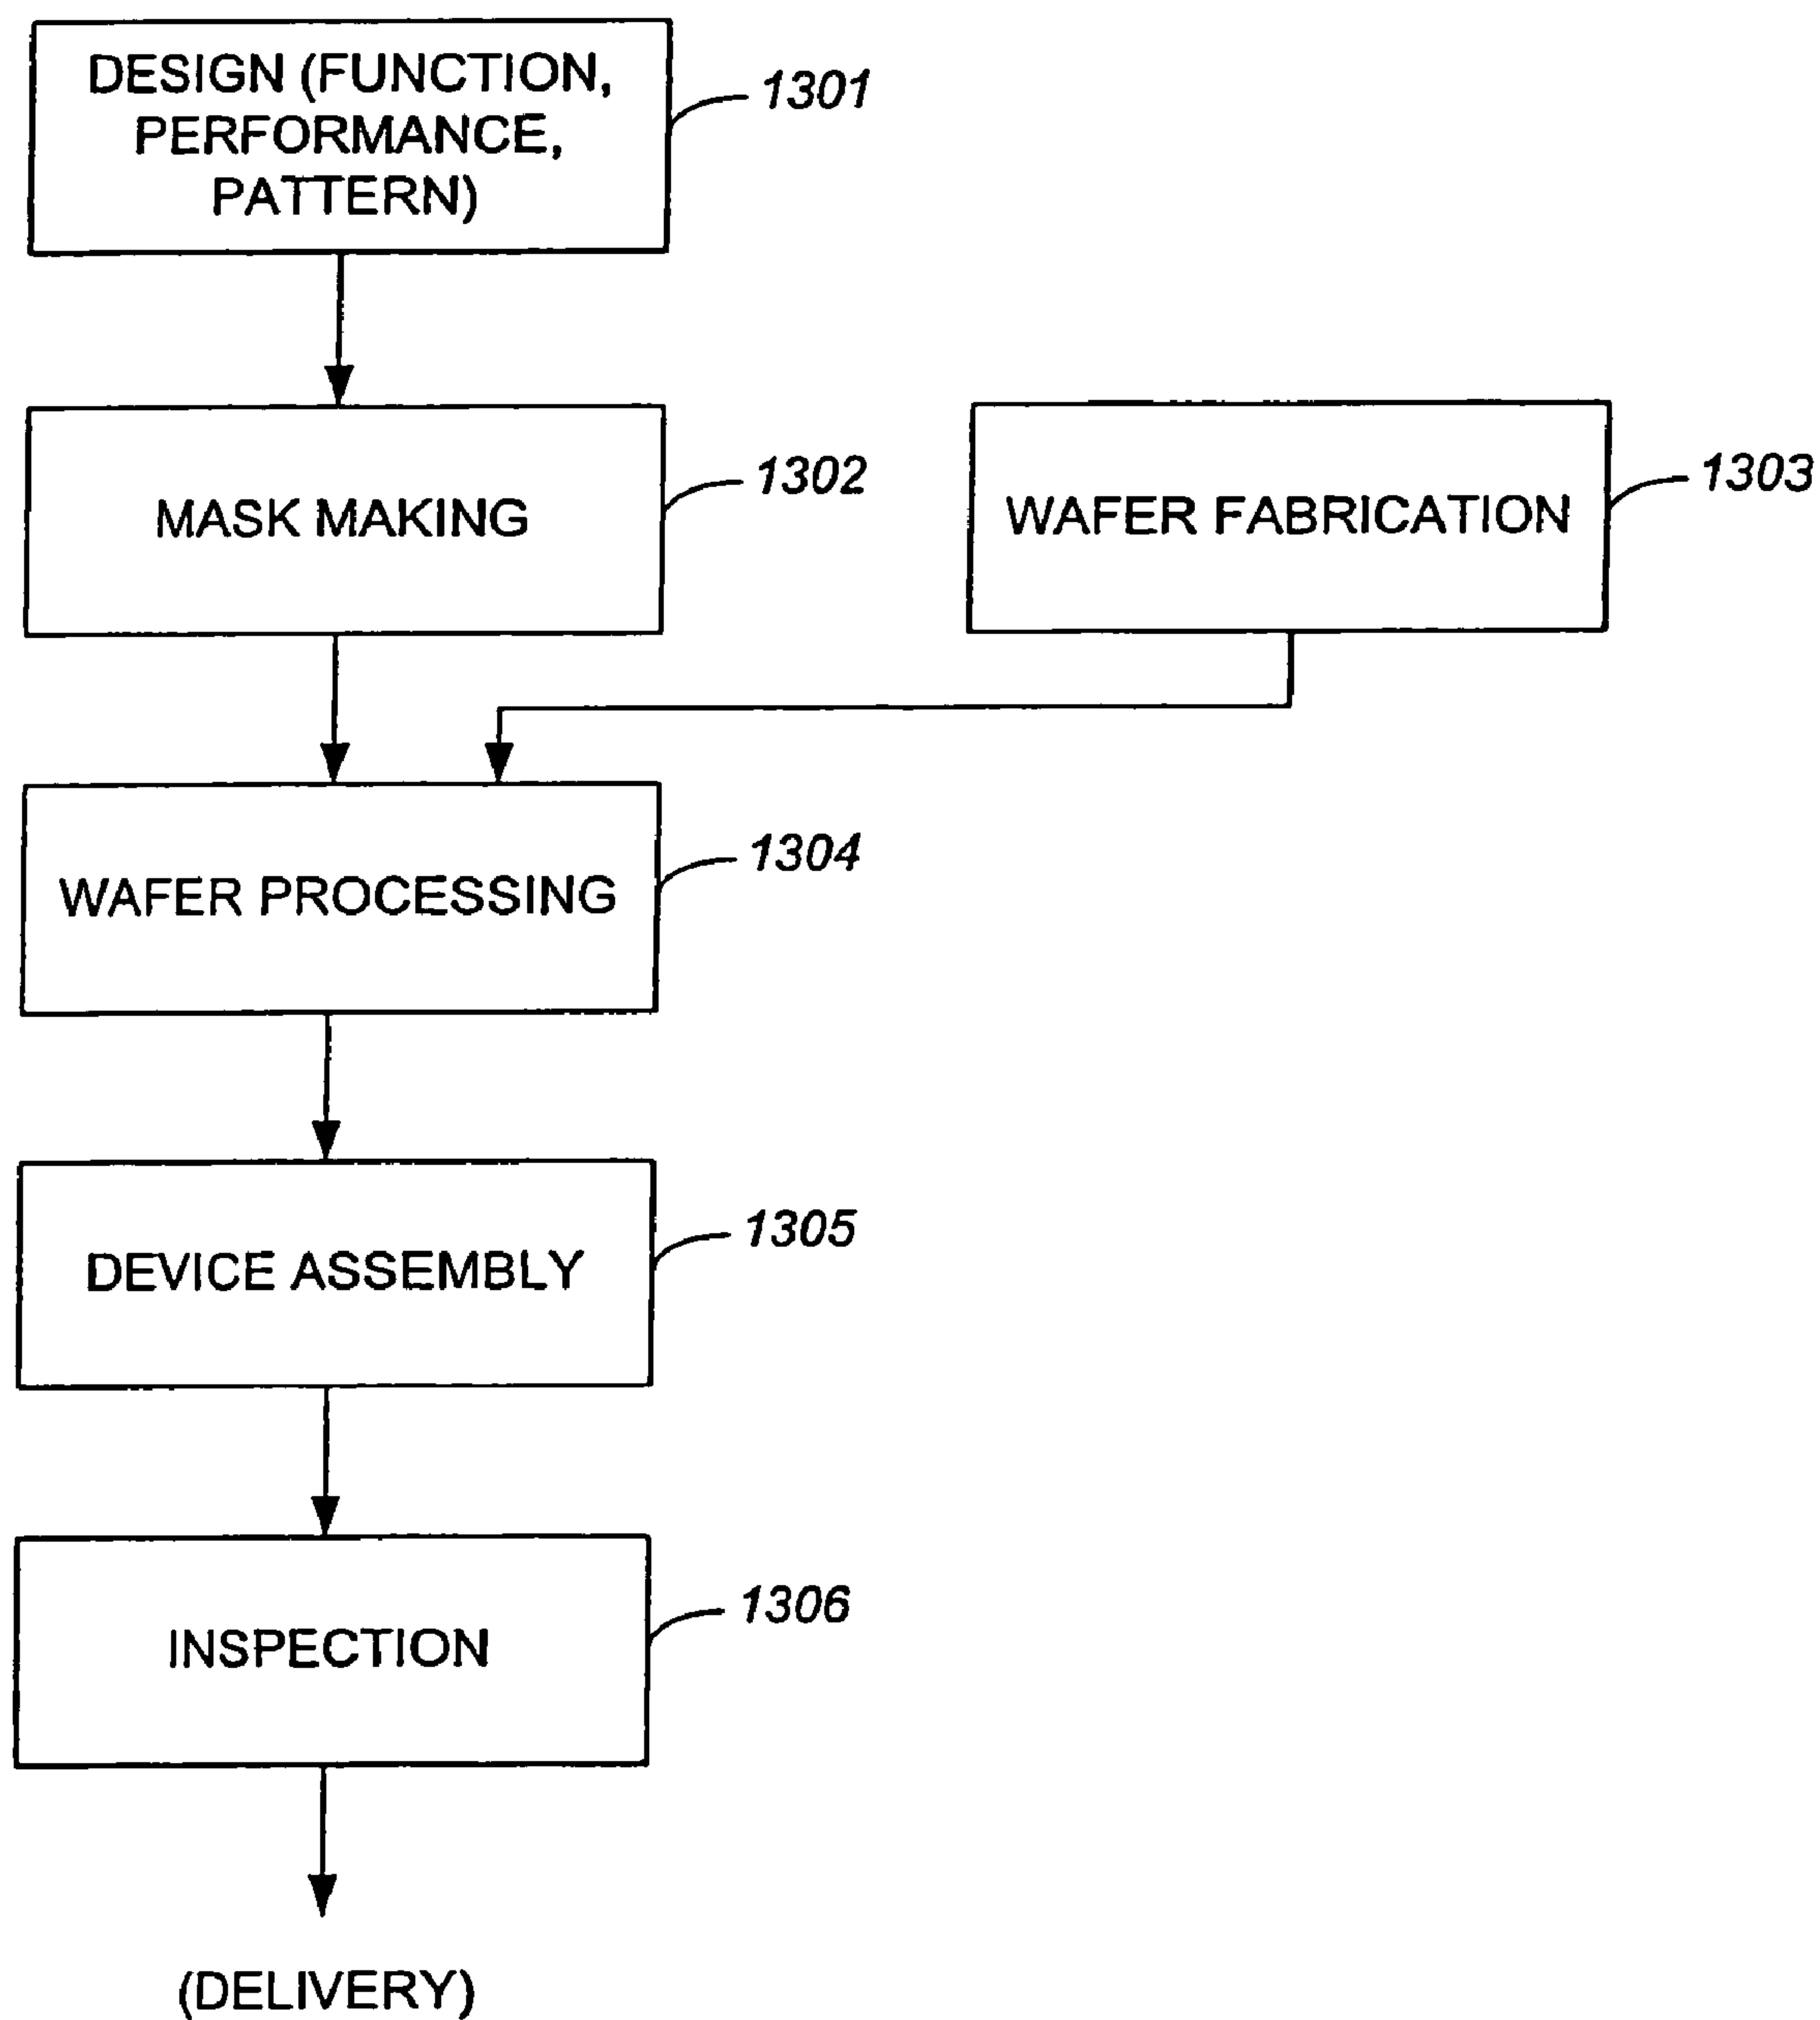 DESIGN (FUNCTION,
PERFORMANCE,
PATTERN)
1301
MASK MAKING
1302
WAFER FABRICATION
1303
WAFER PROCESSING
1304
DEVICE ASSEMBLY
1305
INSPECTION
1306
(DELIVERY)